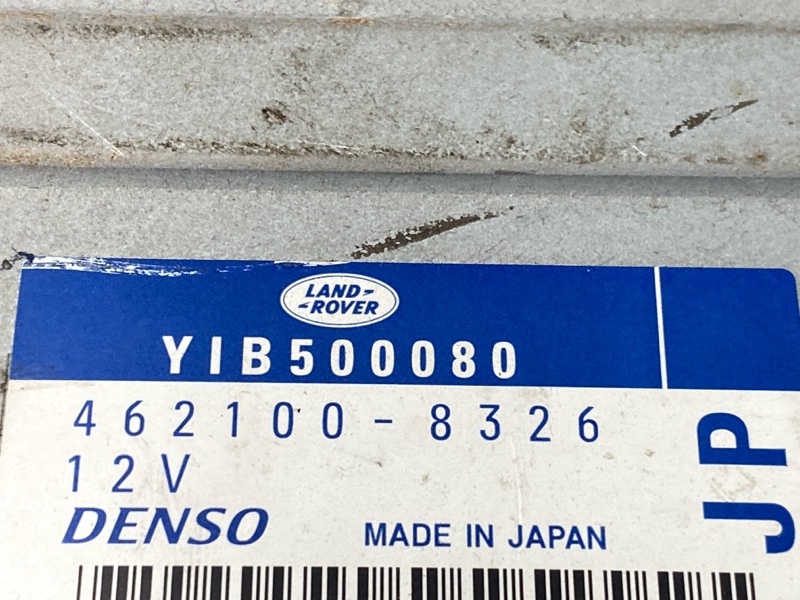 LAND-
-ROVER
YIB500080
462100-8326
12V
DENSO MADE IN JAPAN
JP